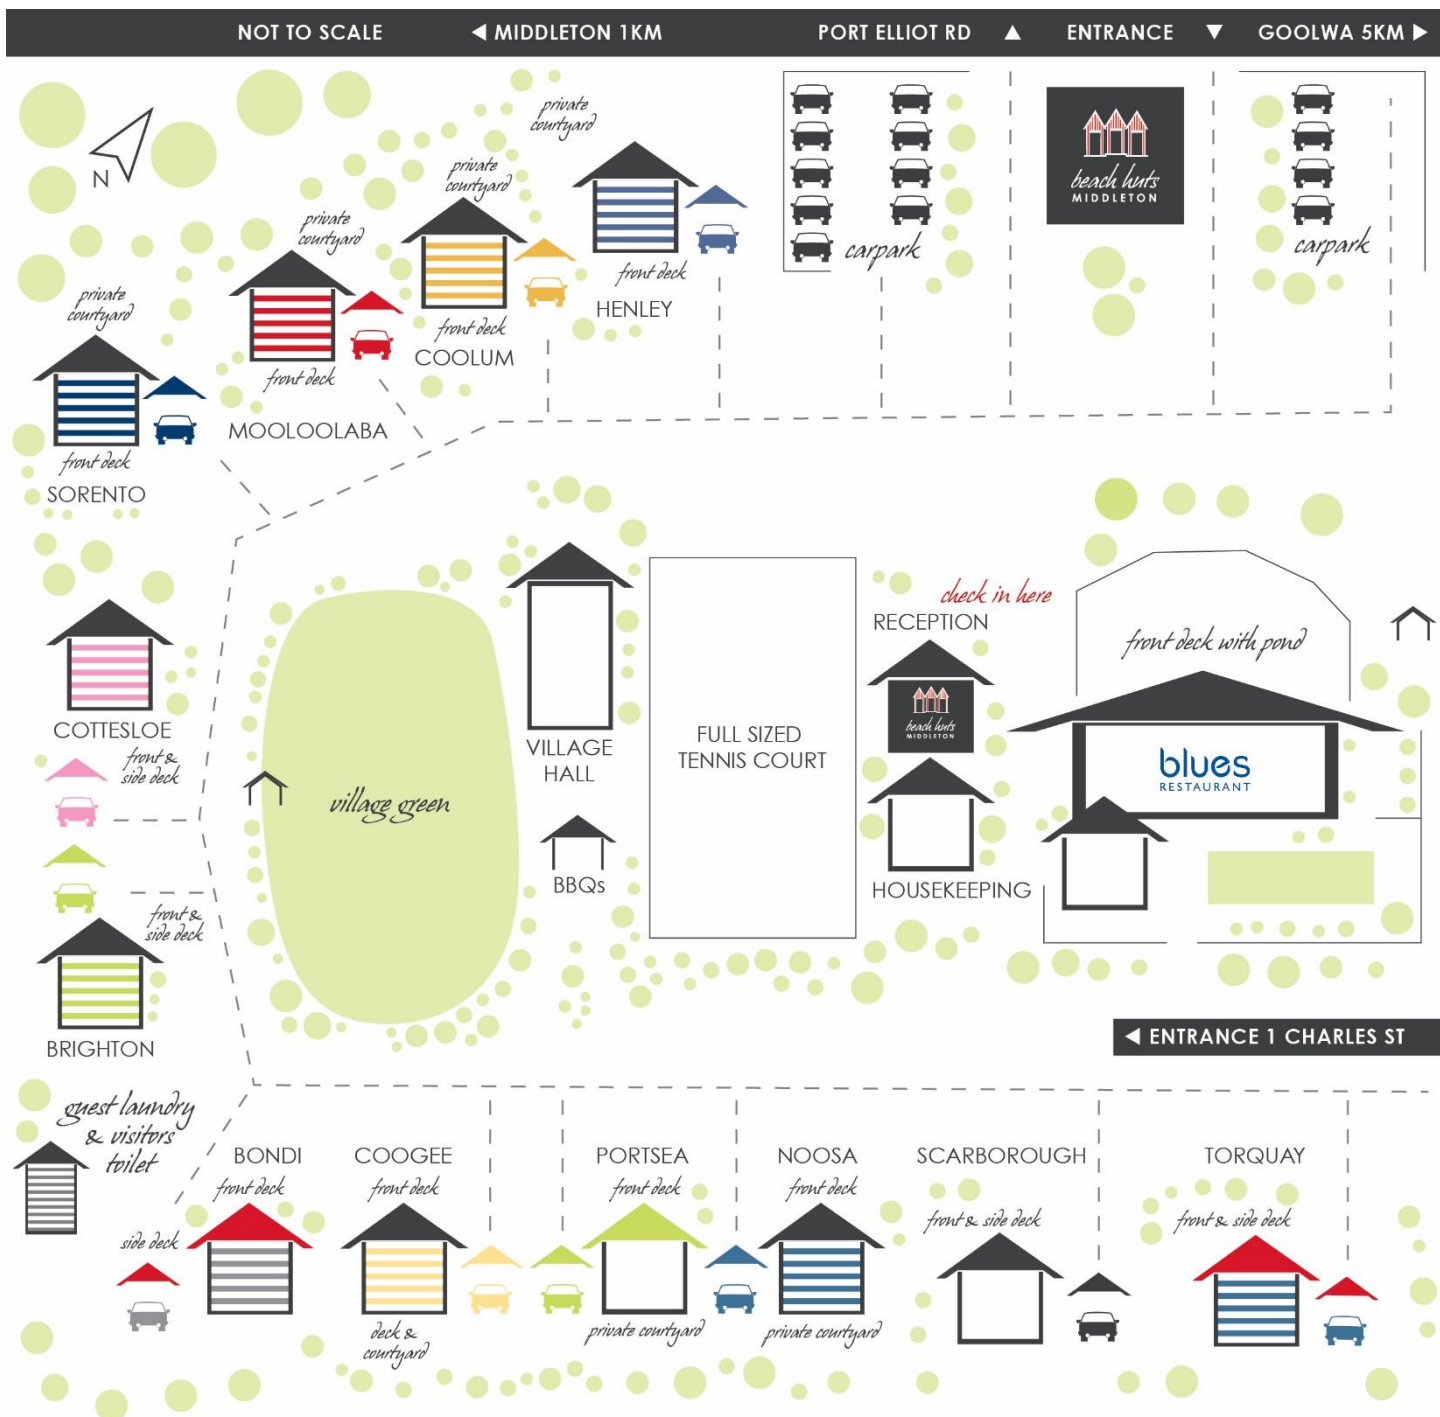 NOT TO SCALE
◀ MIDDLETON 1KM
PORT ELLIOT RD ▲
ENTRANCE ▼
GOOLWA 5KM ▶
N
private
courtyard
private
courtyard
private
courtyard
private
courtyard
beach huts
MIDDLETON
carpark
carpark
front deck
HENLEY
front deck
COOLUM
front deck
MOOLOOLABA
front deck
SORENTO
check in here
RECEPTION
beach huts
MIDDLETON
front deck with pond
COTTESLOE
front &
side deck
village green
VILLAGE
HALL
FULL SIZED
TENNIS COURT
blues
RESTAURANT
BBQs
HOUSEKEEPING
front &
side deck
BRIGHTON
◀ ENTRANCE 1 CHARLES ST
guest laundry
& visitors
toilet
BONDI
front deck
side deck
COOGEE
front deck
deck &
courtyard
PORTSEA
front deck
private courtyard
NOOSA
front deck
private courtyard
SCARBOROUGH
front & side deck
TORQUAY
front & side deck